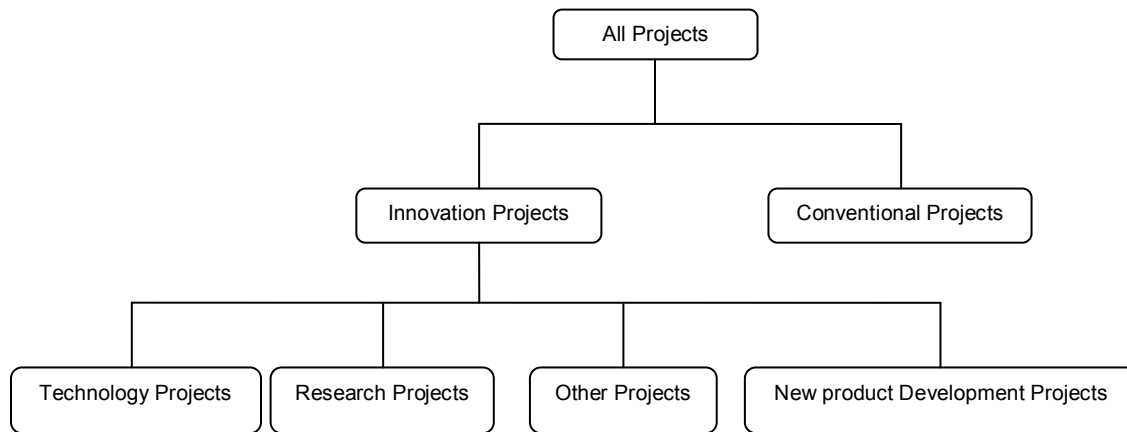 All Projects
Innovation Projects
Conventional Projects
Technology Projects
Research Projects
Other Projects
New product Development Projects